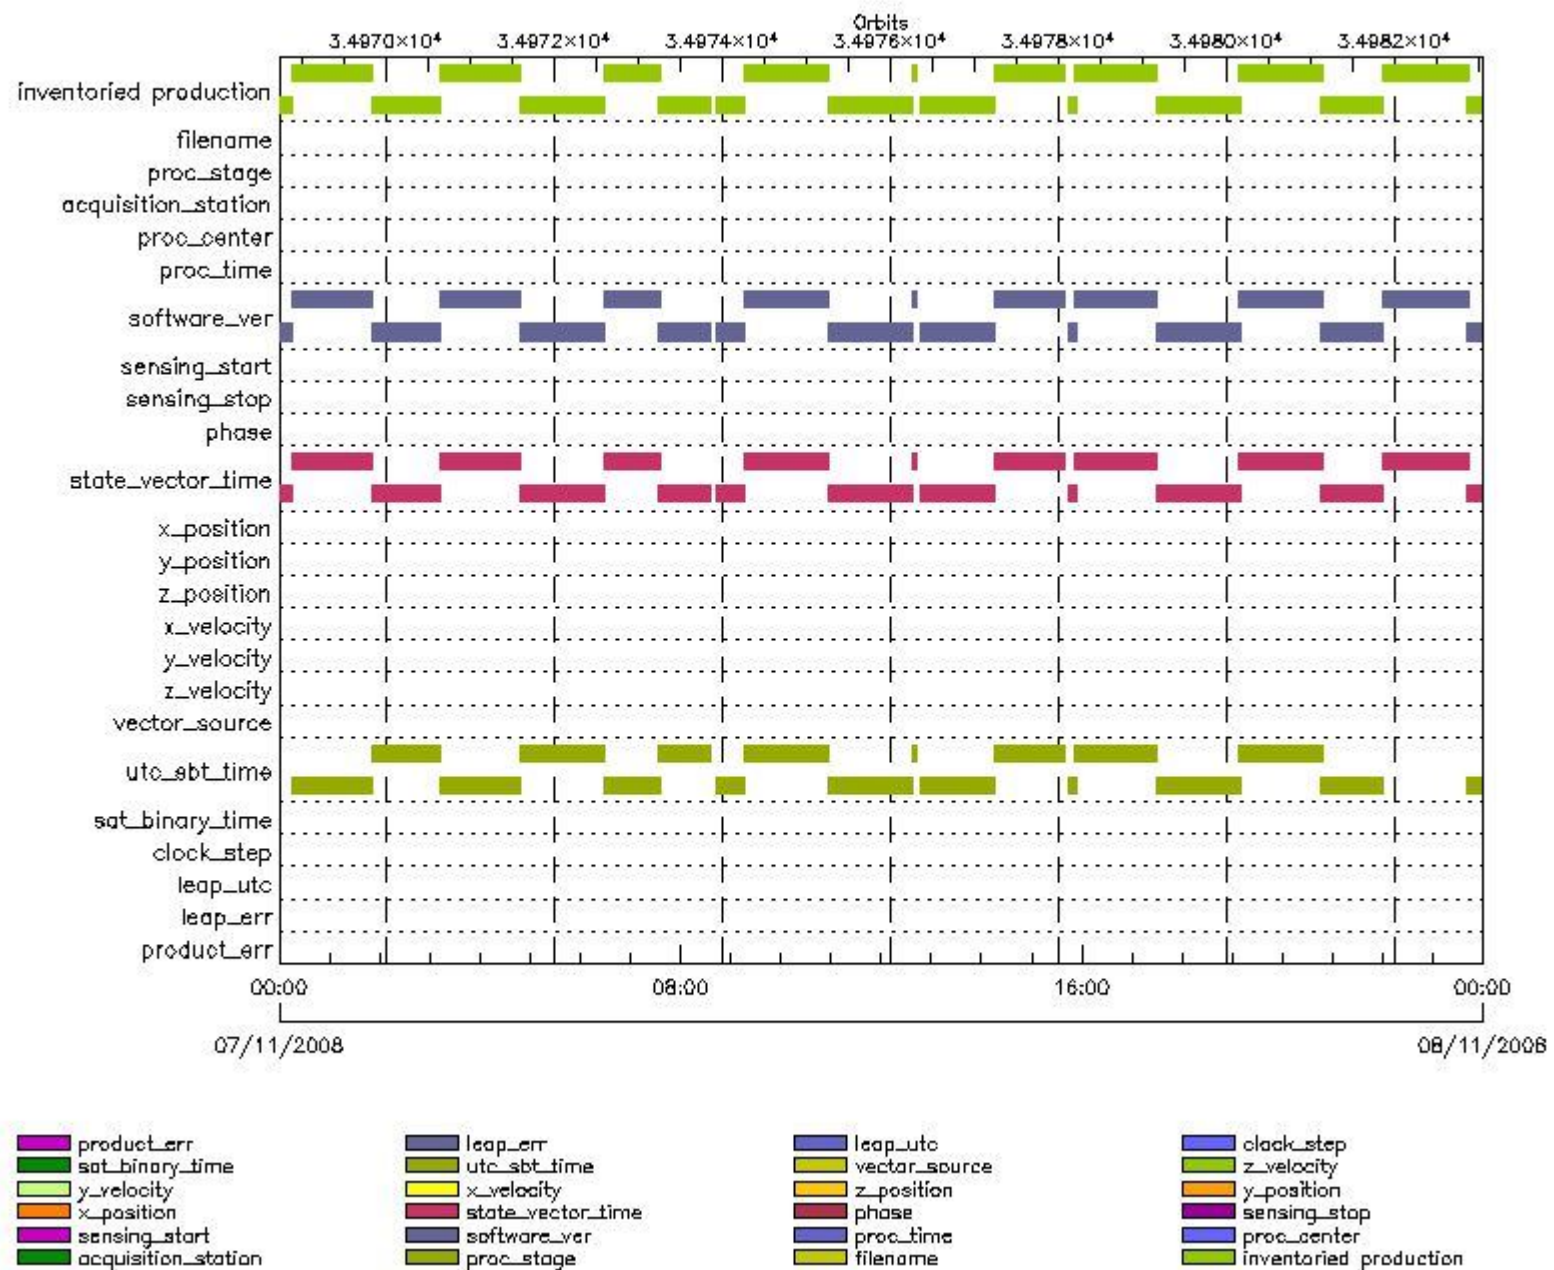 Orbits
3.4970×10⁴ 3.4972×10⁴ 3.4974×10⁴ 3.4976×10⁴ 3.4978×10⁴ 3.4980×10⁴ 3.4982×10⁴
inventoried production
filename
proc_stage
acquisition_station
proc_center
proc_time
software_ver
sensing_start
sensing_stop
phase
state_vector_time
x_position
y_position
z_position
x_velocity
y_velocity
z_velocity
vector_source
utc_sbt_time
sat_binary_time
clock_step
leap_utc
leap_err
product_err
00:00 08:00 16:00 00:00
07/11/2008 08/11/2008
product_err leap_err leap_utc clock_step
sat_binary_time utc_sbt_time vector_source z_velocity
y_velocity x_velocity z_position y_position
x_position state_vector_time phase sensing_stop
sensing_start software_ver proc_time proc_center
acquisition_station proc_stage filename inventoried production